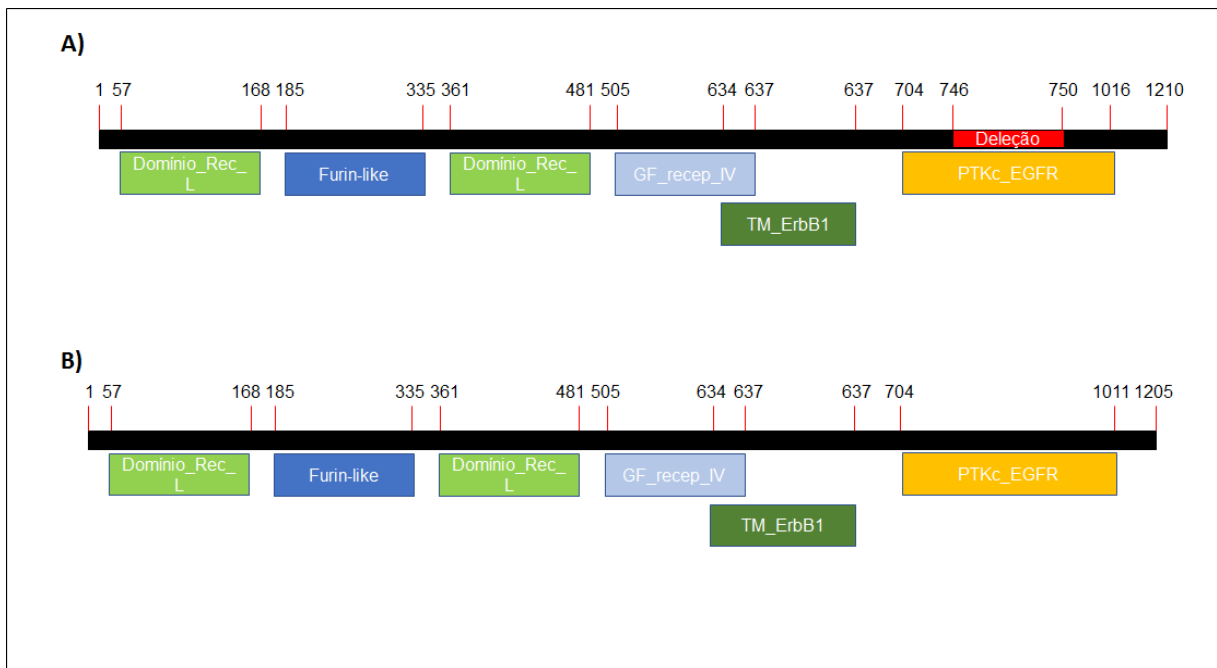 A)
1 57 168 185 335 361 481 505 634 637 637 704 746 750 1016 1210
Deleção
Domínio_Rec_
L
Furin-like
Domínio_Rec_
L
GF_recep_IV
PTKc_EGFR
TM_ErbB1
B)
1 57 168 185 335 361 481 505 634 637 637 704 1011 1205
Domínio_Rec_
L
Furin-like
Domínio_Rec_
L
GF_recep_IV
PTKc_EGFR
TM_ErbB1